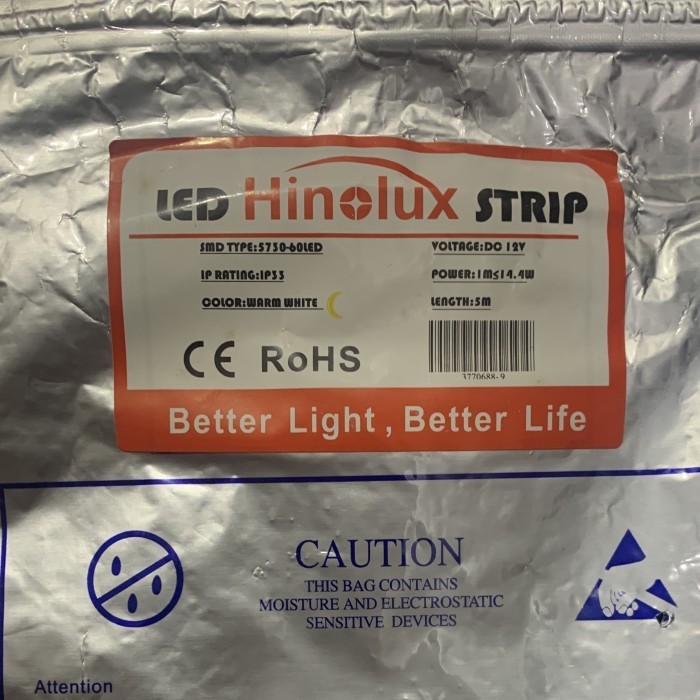 LED Hinolux STRIP
SMD TYPE:5730-60LED
VOLTAGE:DC 12V
IP RATING:IP33
POWER:1M≤14.4W
COLOR:WARM WHITE
LENGTH:5M
CE RoHS
3770688-9
Better Light, Better Life
CAUTION
THIS BAG CONTAINS
MOISTURE AND ELECTROSTATIC
SENSITIVE DEVICES
Attention